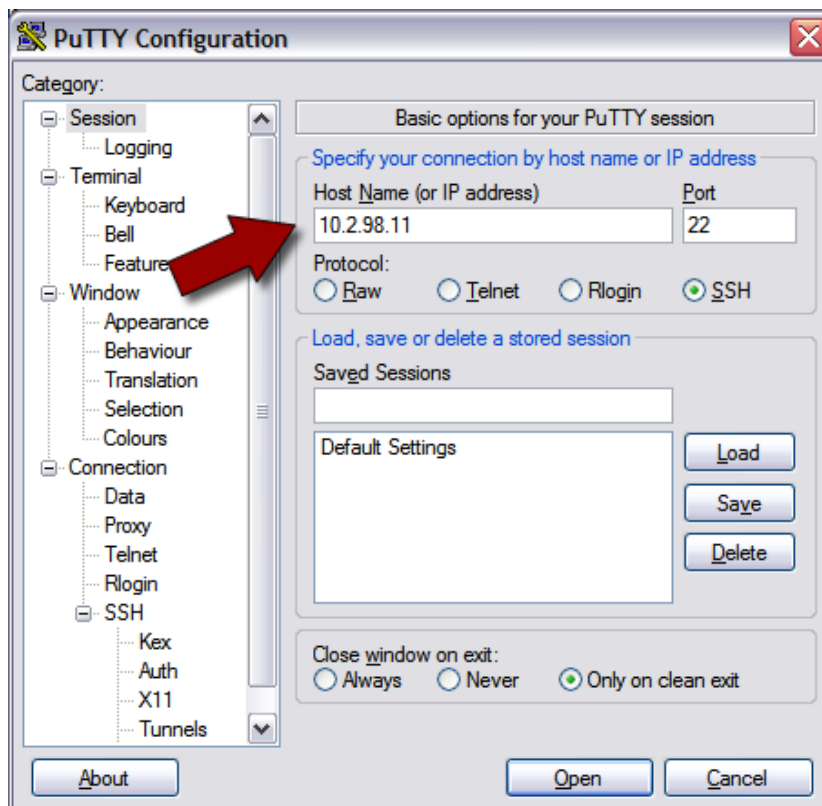 PuTTY Configuration
Category:
Session
Logging
Terminal
Keyboard
Bell
Feature
Window
Appearance
Behaviour
Translation
Selection
Colours
Connection
Data
Proxy
Telnet
Rlogin
SSH
Kex
Auth
X11
Tunnels
Basic options for your PuTTY session
Specify your connection by host name or IP address
Host Name (or IP address) Port
10.2.98.11 22
Protocol:
Raw Telnet Rlogin SSH
Load, save or delete a stored session
Saved Sessions
Default Settings
Load
Save
Delete
Close window on exit:
Always Never Only on clean exit
About Open Cancel